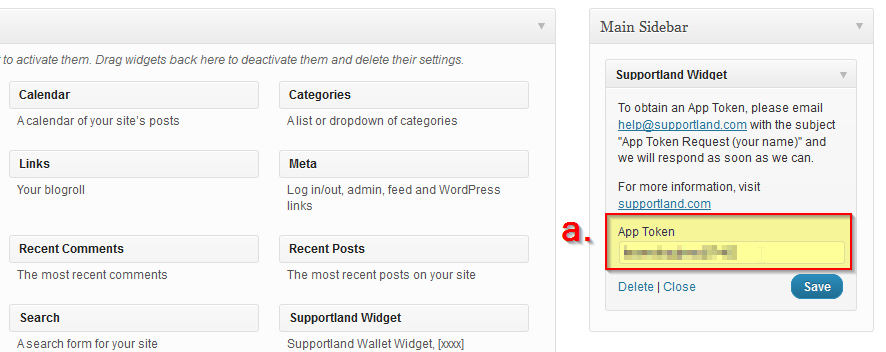 to activate them. Drag widgets back here to deactivate them and delete their settings.
Calendar
A calendar of your site's posts
Categories
A list or dropdown of categories
Links
Your blogroll
Meta
Log in/out, admin, feed and WordPress
links
Recent Comments
The most recent comments
Recent Posts
The most recent posts on your site
Search
A search form for your site
Supportland Widget
Supportland Wallet Widget, [xxxx]
Main Sidebar
Supportland Widget
To obtain an App Token, please email
help@supportland.com with the subject
"App Token Request (your name)" and
we will respond as soon as we can.
For more information, visit
supportland.com
a.
App Token
Delete | Close
Save